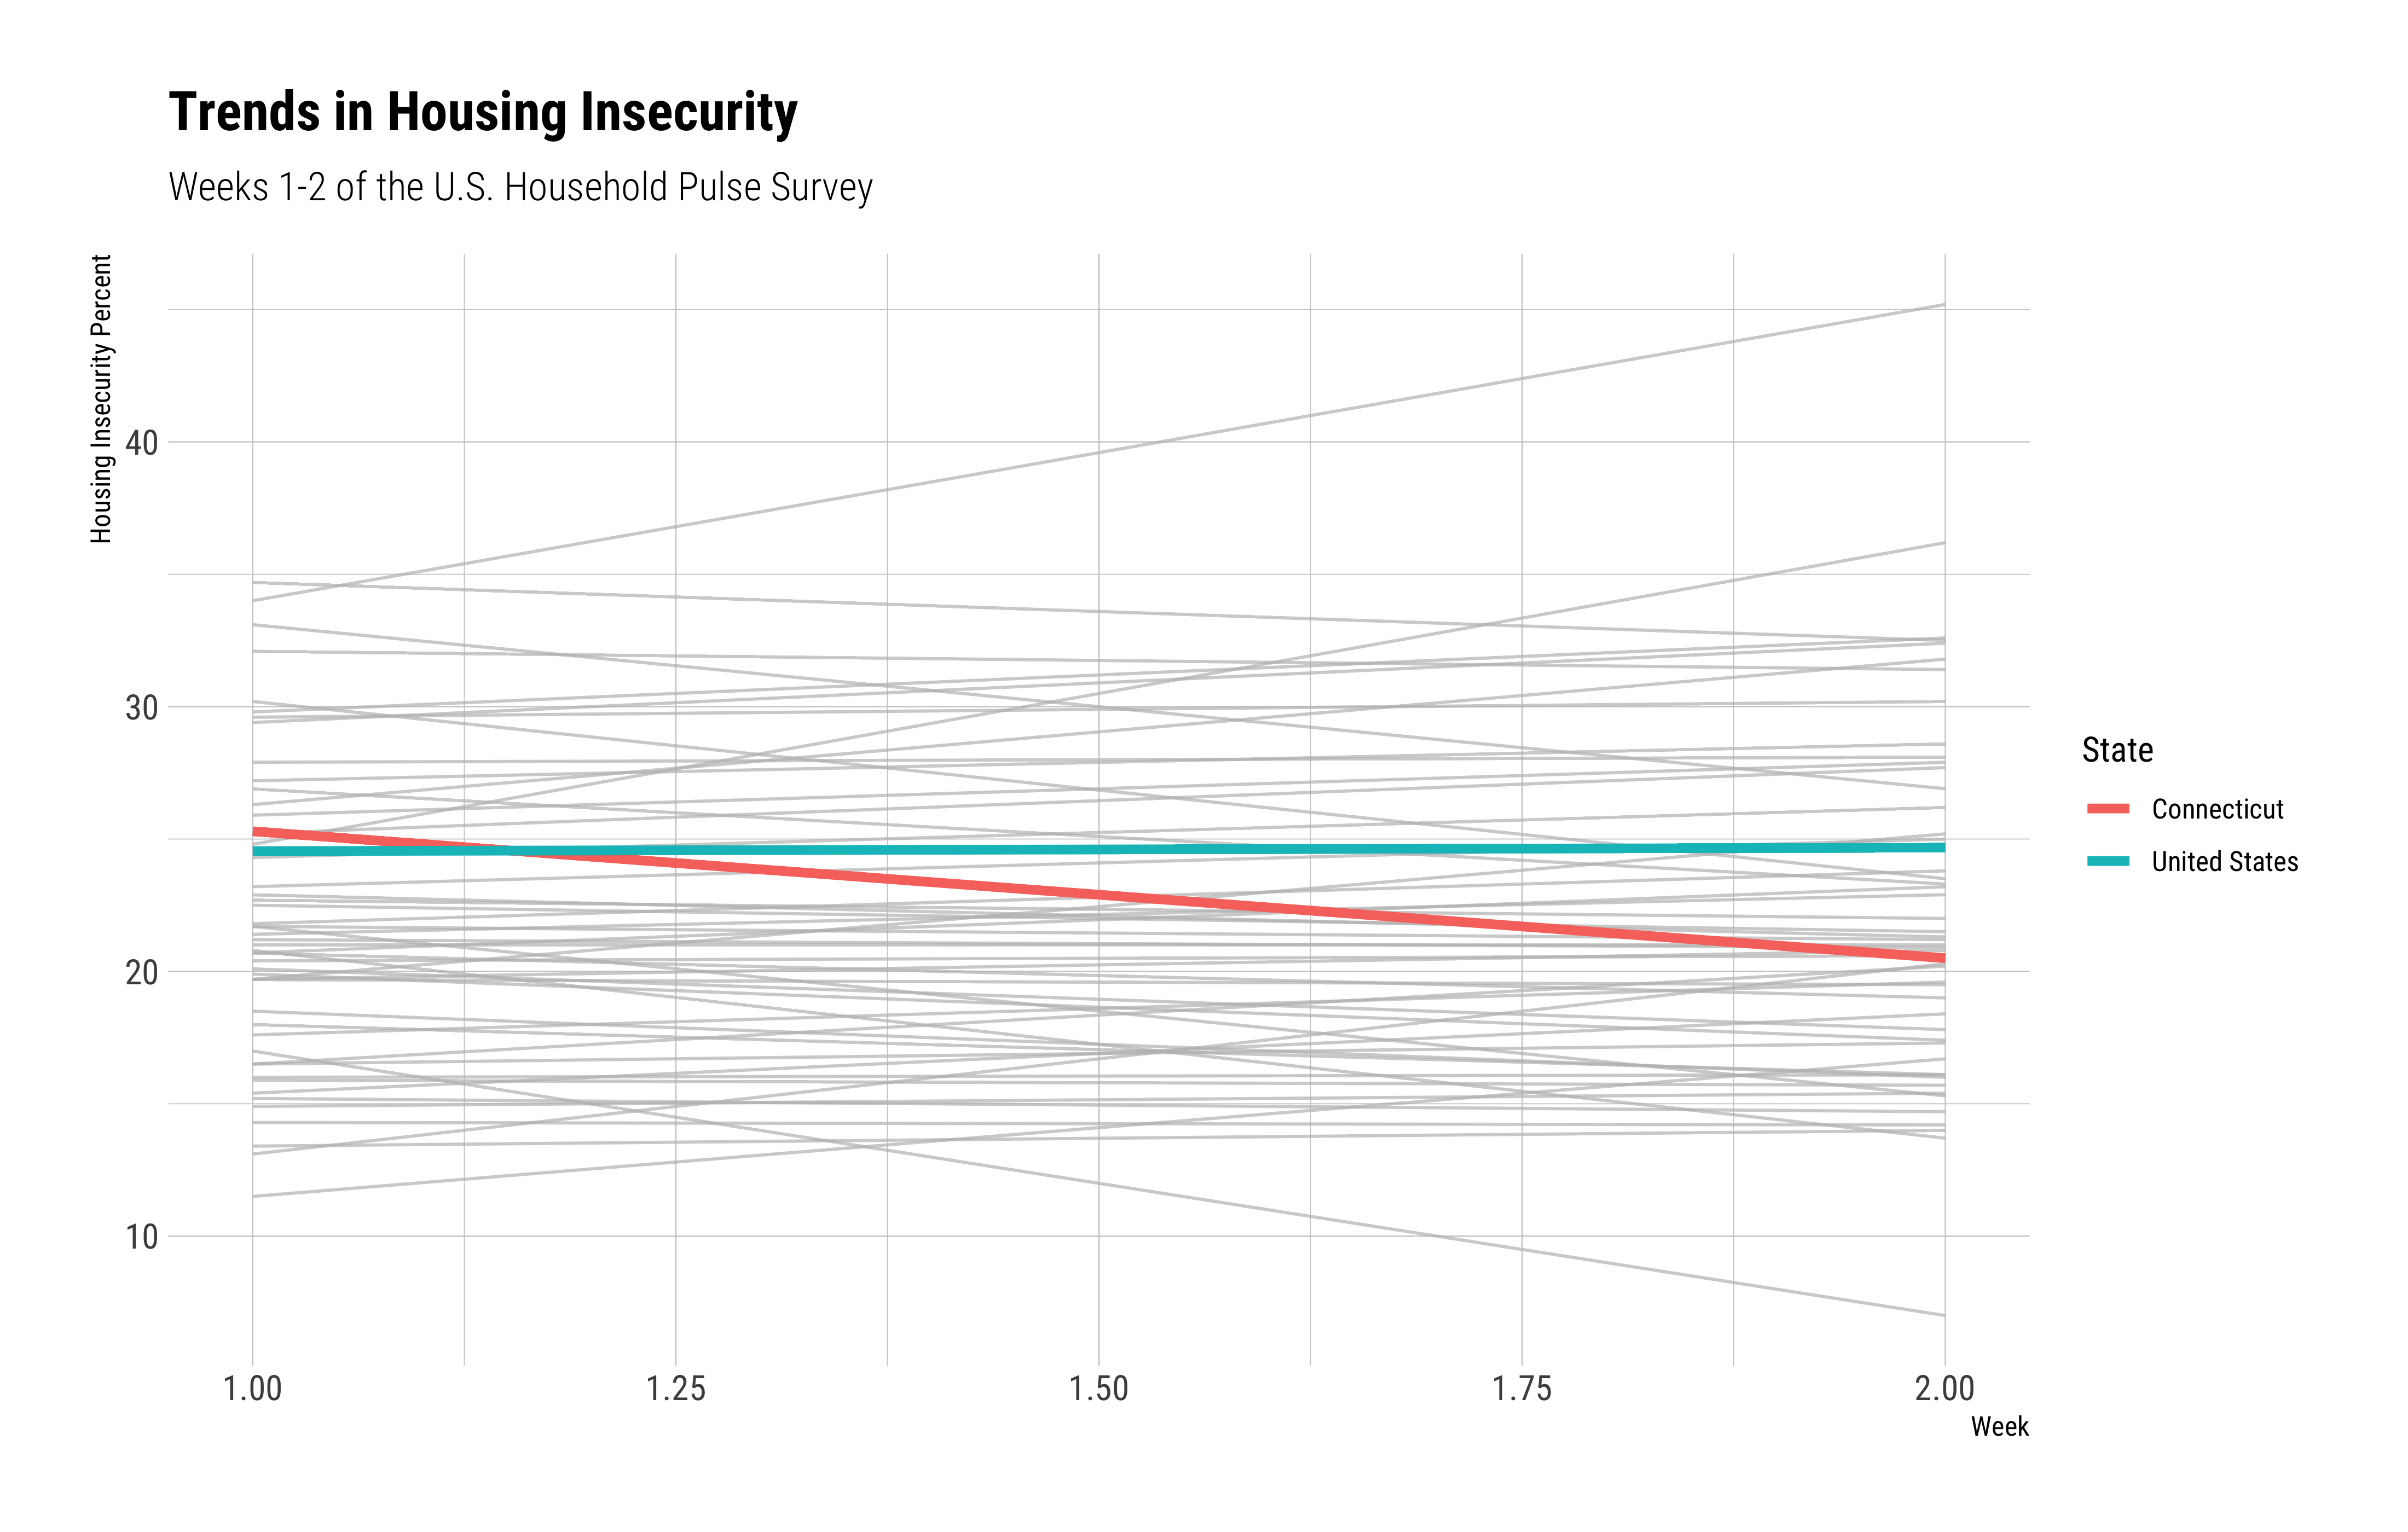 Trends in Housing Insecurity
Weeks 1-2 of the U.S. Household Pulse Survey
Housing Insecurity Percent
40
30
20
10
1.00
1.25
1.50
1.75
2.00
Week
State
Connecticut
United States